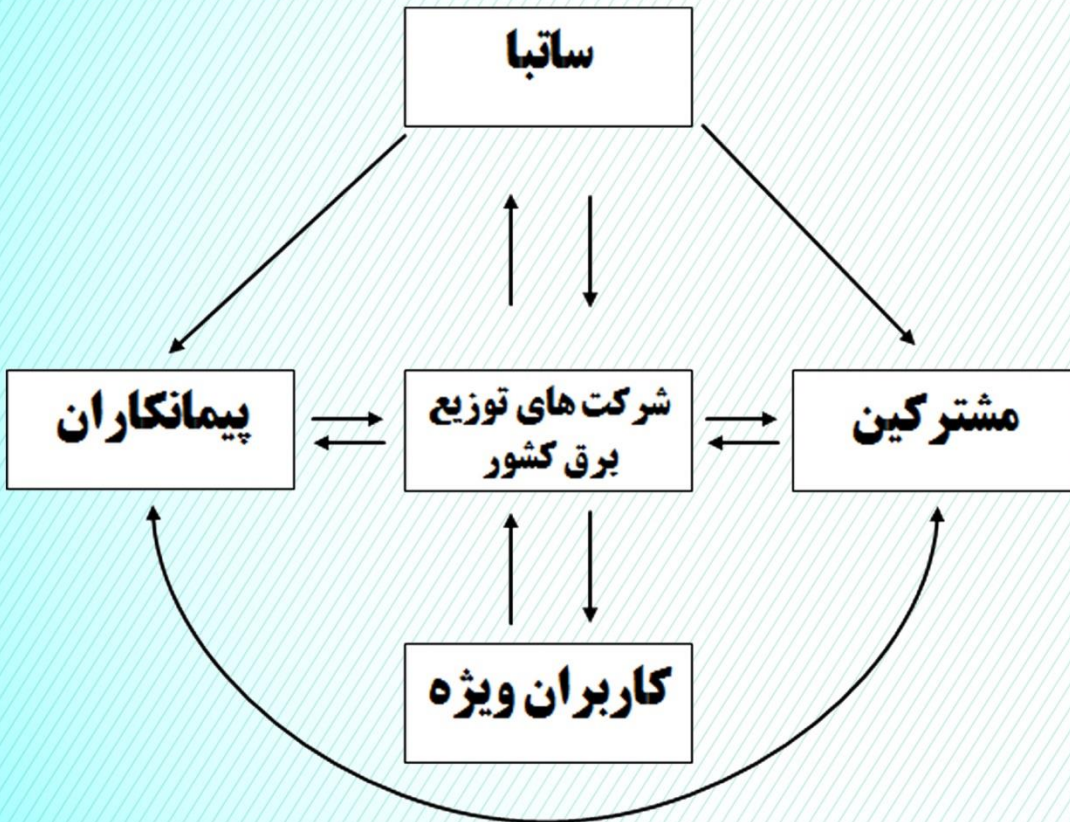 ساتبا
مشترکین
شرکت های توزیع
برق کشور
پیمانکاران
کاربران ویژه